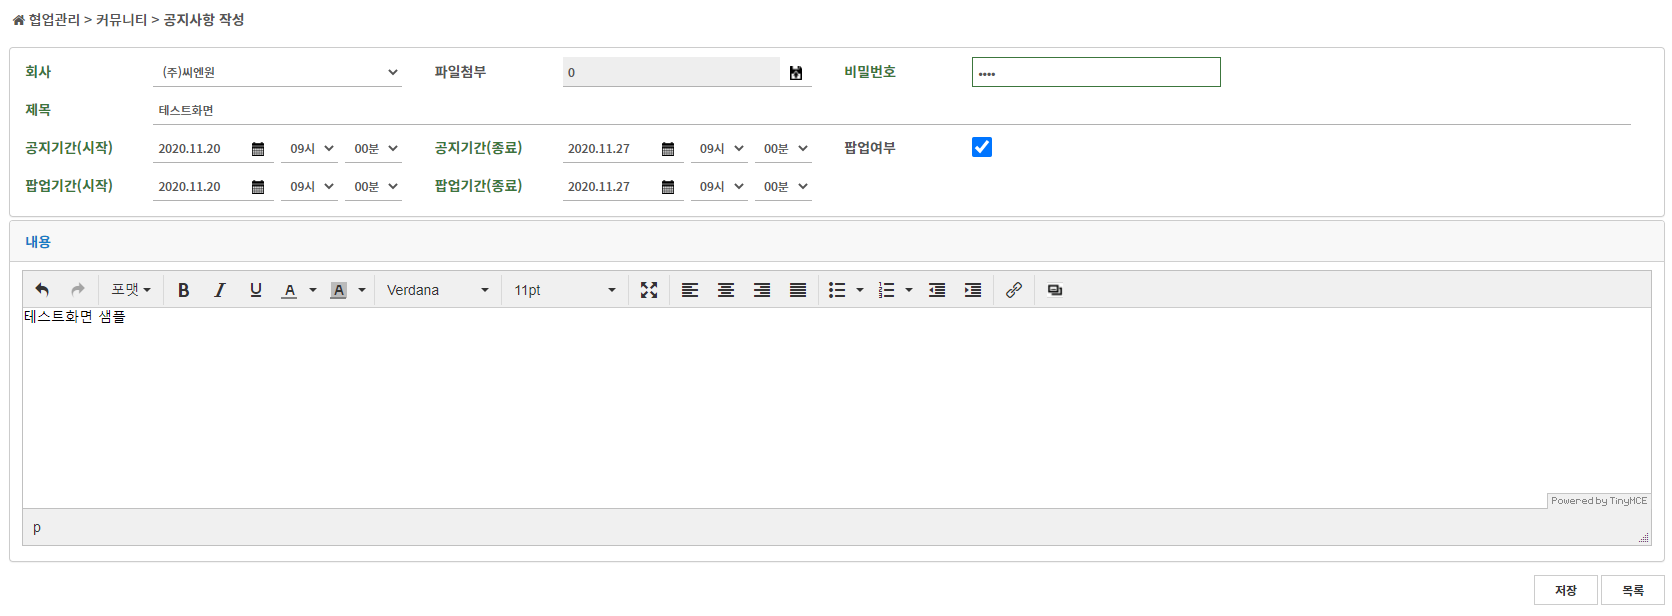 협업관리 > 커뮤니티 > 공지사항 작성
회사 (주)씨엔원 파일첨부 0 비밀번호 ••••
제목 테스트화면
공지기간(시작) 2020.11.20 09시 00분 공지기간(종료) 2020.11.27 09시 00분 팝업여부
팝업기간(시작) 2020.11.20 09시 00분 팝업기간(종료) 2020.11.27 09시 00분
내용
포맷 B I U A A Verdana 11pt
테스트화면 샘플
Powered by TinyMCE
p
저장 목록